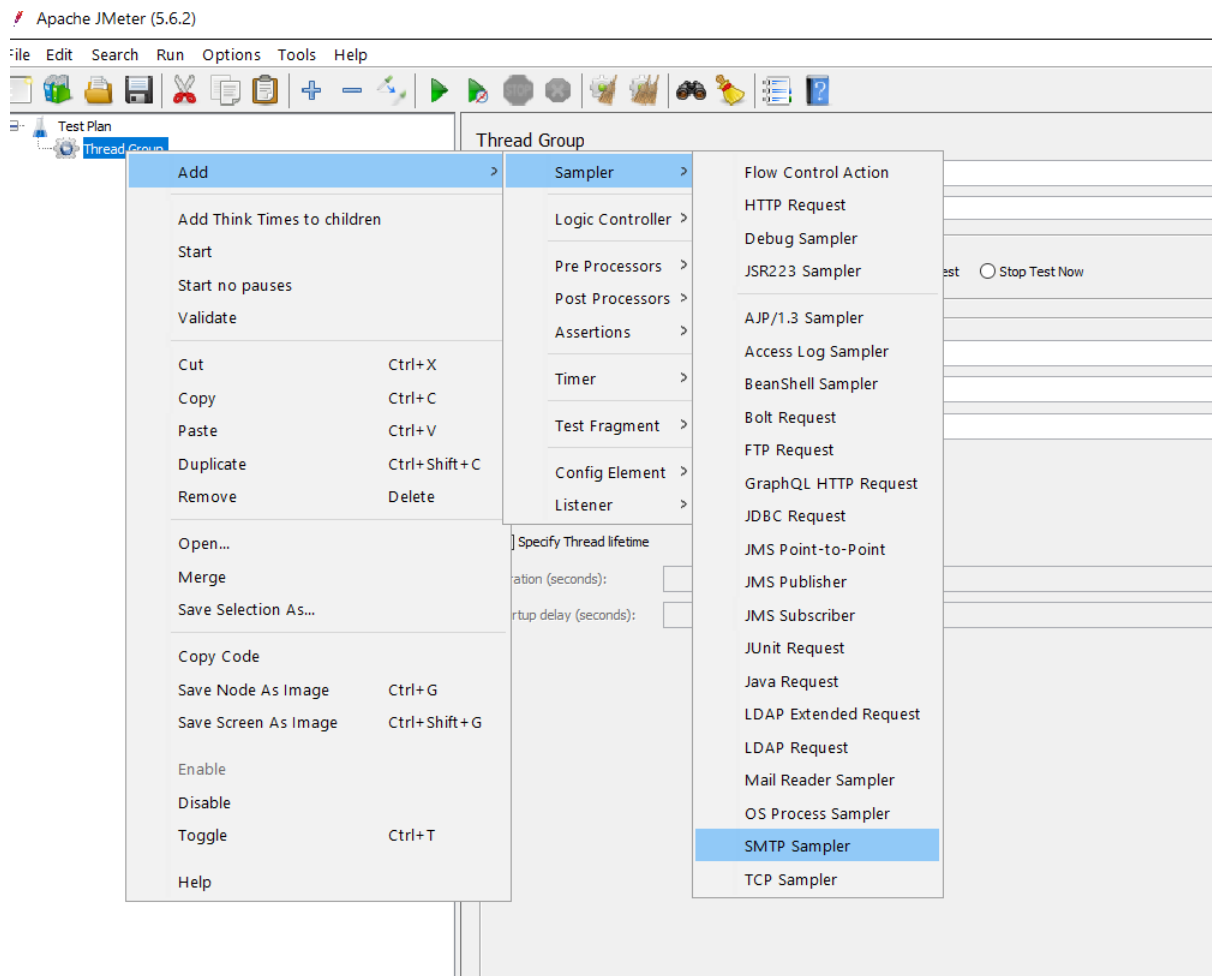 Apache JMeter (5.6.2)
File Edit Search Run Options Tools Help
STOP
Test Plan
Thread Group
Thread Group
Add >
Add Think Times to children
Start
Start no pauses
Validate
Cut Ctrl+X
Copy Ctrl+C
Paste Ctrl+V
Duplicate Ctrl+Shift+C
Remove Delete
Open...
Merge
Save Selection As...
Copy Code
Save Node As Image Ctrl+G
Save Screen As Image Ctrl+Shift+G
Enable
Disable
Toggle Ctrl+T
Help
Sampler >
Logic Controller >
Pre Processors >
Post Processors >
Assertions >
Timer >
Test Fragment >
Config Element >
Listener >
Flow Control Action
HTTP Request
Debug Sampler
JSR223 Sampler
AJP/1.3 Sampler
Access Log Sampler
BeanShell Sampler
Bolt Request
FTP Request
GraphQL HTTP Request
JDBC Request
JMS Point-to-Point
JMS Publisher
JMS Subscriber
JUnit Request
Java Request
LDAP Extended Request
LDAP Request
Mail Reader Sampler
OS Process Sampler
SMTP Sampler
TCP Sampler
est Stop Test Now
Specify Thread lifetime
ration (seconds):
rtup delay (seconds):